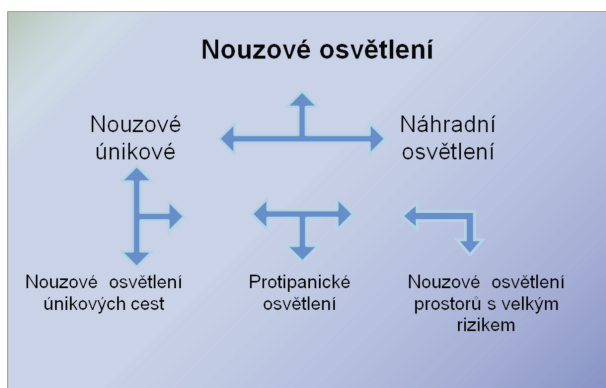 Nouzové osvětlení
Nouzové
únikové
Náhradní
osvětlení
Nouzové osvětlení
únikových cest
Protipanické
osvětlení
Nouzové osvětlení
prostorů s velkým
rizikem